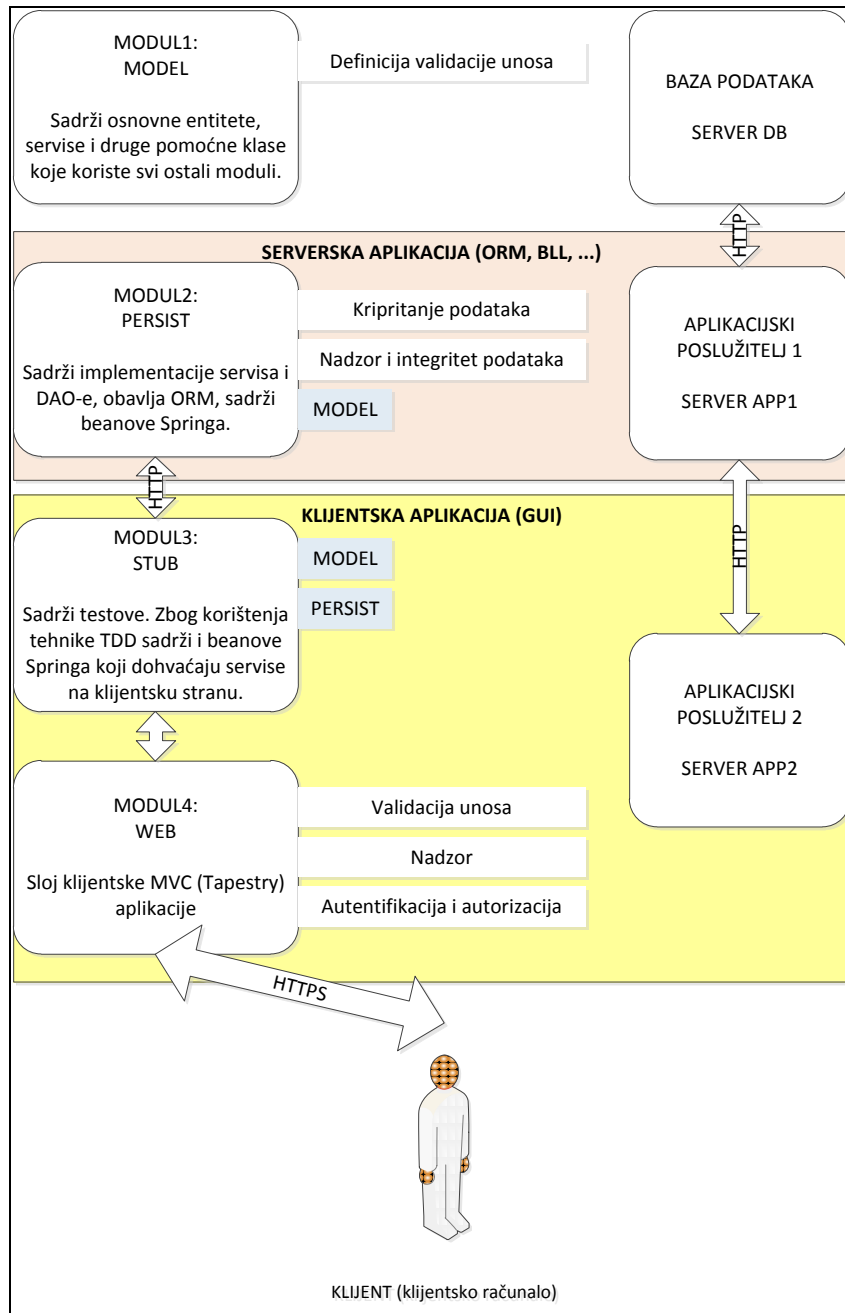 MODUL1:
MODEL
Sadrži osnovne entitete,
servise i druge pomoćne klase
koje koriste svi ostali moduli.
Definicija validacije unosa
BAZA PODATAKA
SERVER DB
HTTP
SERVERSKA APLIKACIJA (ORM, BLL, ...)
MODUL2:
PERSIST
Sadrži implementacije servisa i
DAO-e, obavlja ORM, sadrži
beanove Springa.
Kripritanje podataka
Nadzor i integritet podataka
MODEL
APLIKACIJSKI
POSLUŽITELJ 1
SERVER APP1
HTTP
HTTP
KLIJENTSKA APLIKACIJA (GUI)
MODUL3:
STUB
Sadrži testove. Zbog korištenja
tehnike TDD sadrži i beanove
Springa koji dohvaćaju servise
na klijentsku stranu.
MODEL
PERSIST
APLIKACIJSKI
POSLUŽITELJ 2
SERVER APP2
MODUL4:
WEB
Sloj klijentske MVC (Tapestry)
aplikacije
Validacija unosa
Nadzor
Autentifikacija i autorizacija
HTTPS
KLIJENT (klijentsko računalo)